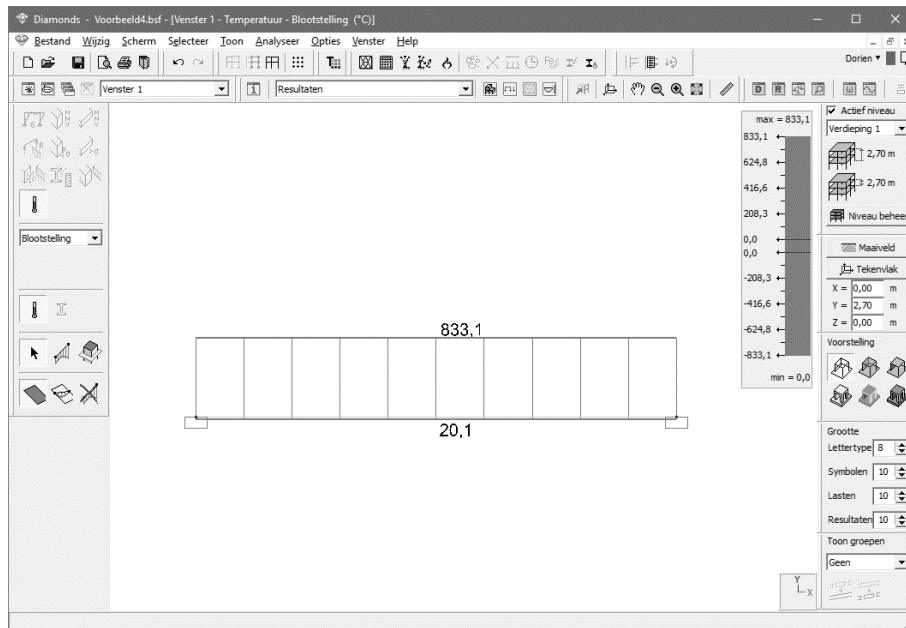 Diamonds - Voorbeeld4.bsf - [Venster 1 - Temperatuur - Blootstelling (°C)]
Bestand Wijzig Scherm Selecteer Toon Analyseer Opties Venster Help
Dorien
Venster 1
1
Resultaten
D R
Actief niveau
Verdieping 1
2,70 m
2,70 m
Niveau beheer
Maaiveld
Tekenvlak
X = 0,00 m
Y = 2,70 m
Z = 0,00 m
Voorstelling
Grootte
Lettertype 8
Symbolen 10
Lasten 10
Resultaten 10
Toon groepen
Geen
Blootstelling
max = 833,1
833,1
624,8
416,6
208,3
0,0
0,0
-208,3
-416,6
-624,8
-833,1
min = 0,0
833,1
20,1
Y
X